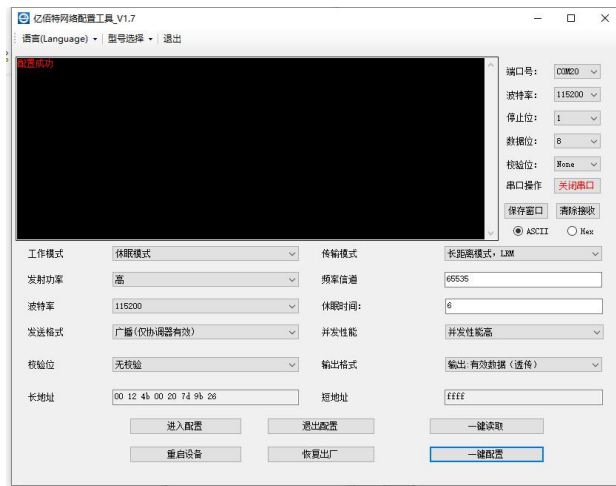 亿佰特网络配置工具_V1.7
语言(Language) 型号选择 退出
配置成功
端口号: COM20
波特率: 115200
停止位: 1
数据位: 8
校验位: None
串口操作 关闭串口
保存窗口 清除接收
ASCII Hex
工作模式 休眠模式 传输模式 长距离模式，LRM
发射功率 高 频率信道 65535
波特率 115200 休眠时间: 6
发送格式 广播(仅协调器有效) 并发性能 并发性能高
校验位 无校验 输出格式 输出:有效数据（透传）
长地址 00 12 4b 00 20 7d 9b 26 短地址 ffff
进入配置 退出配置 一键读取
重启设备 恢复出厂 一键配置